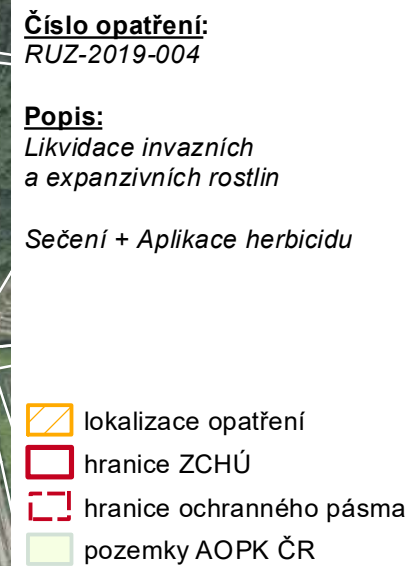 Číslo opatření:
RUZ-2019-004
Popis:
Likvidace invazních
a expanzivních rostlin
Sečení + Aplikace herbicidu
lokalizace opatření
hranice ZCHÚ
hranice ochranného pásma
pozemky AOPK ČR